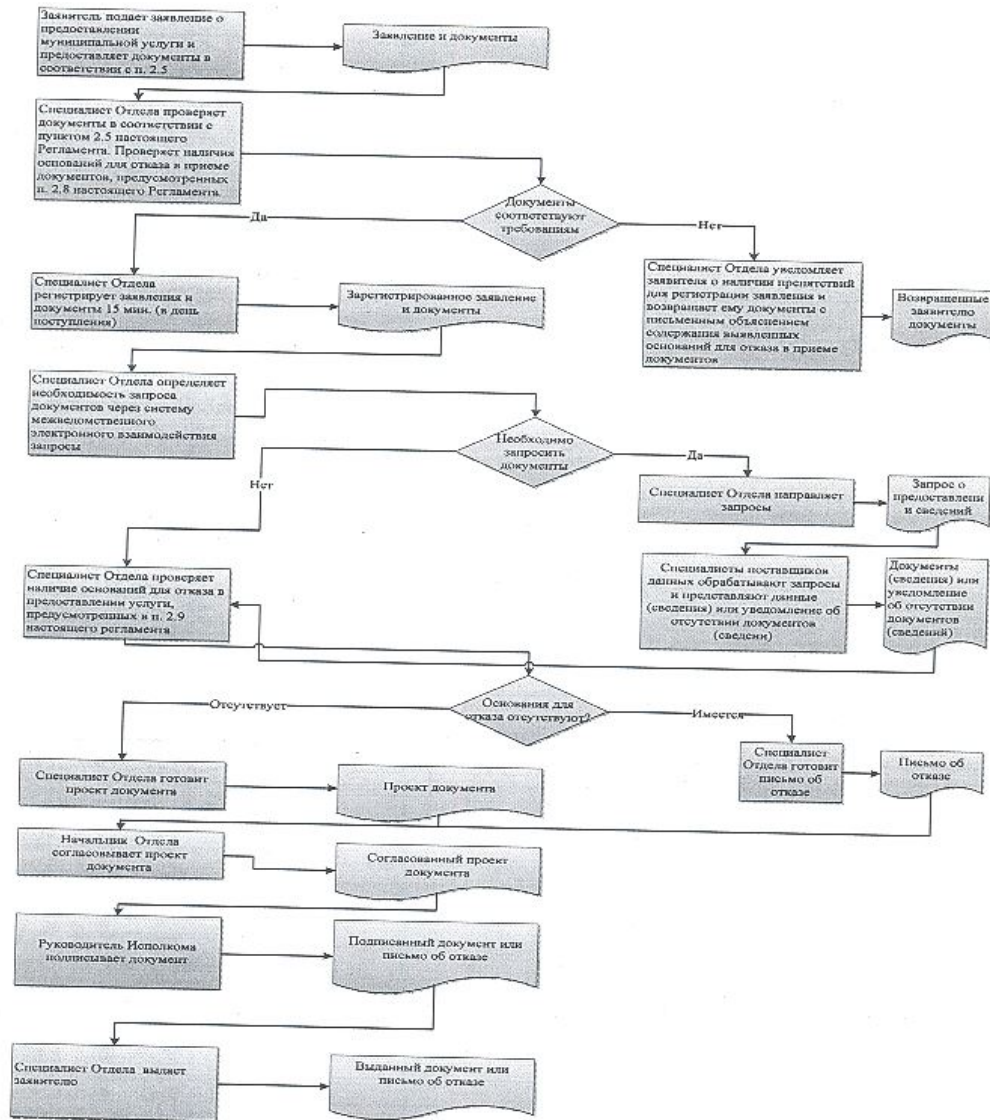 Заявитель подает заявление о
предоставлении
муниципальной услуги и
предоставляет документы в
соответствии с п. 2.5
Заявление и документы
Специалист Отдела проверяет
документы в соответствии с
пунктом 2.5 настоящего
Регламента. Проверяет наличия
оснований для отказа в приеме
документов, предусмотренных
п. 2.8 настоящего Регламента.
Документы
соответствуют
требованиям
Да
Нет
Специалист Отдела
регистрирует заявления и
документы 15 мин. (в день
поступления)
Зарегистрированное заявление
и документы
Специалист Отдела уведомляет
заявителя о наличии препятствий
для регистрации заявления и
возвращает ему документы с
письменным объяснением
содержания выявленных
оснований для отказа в приеме
документов
Возвращенные
заявителю
документы
Специалист Отдела определяет
необходимость запроса
документов через систему
межведомственного
электронного взаимодействия
запросы
Необходимо
запросить
документы
Нет
Да
Специалист Отдела направляет
запросы
Запрос о
предоставлени
и сведений
Специалисты поставщиков
данных обрабатывают запросы
и представляют данные
(сведения) или уведомление об
отсутствии документов
(сведени)
Документы
(сведения) или
уведомление
об отсутствии
документов
(сведений)
Специалист Отдела проверяет
наличие оснований для отказа в
предоставлении услуги,
предусмотренных в п. 2.9
настоящего регламента
Основания для
отказа отсутствуют?
Отсутствует
Имеется
Специалист Отдела готовит
проект документа
Проект документа
Специалист
Отдела готовит
письмо об
отказе
Письмо об
отказе
Начальник Отдела
согласовывает проект
документа
Согласованный проект
документа
Руководитель Исполкома
подписывает документ
Подписанный документ или
письмо об отказе
Специалист Отдела выдает
заявителю
Выданный документ или
письмо об отказе